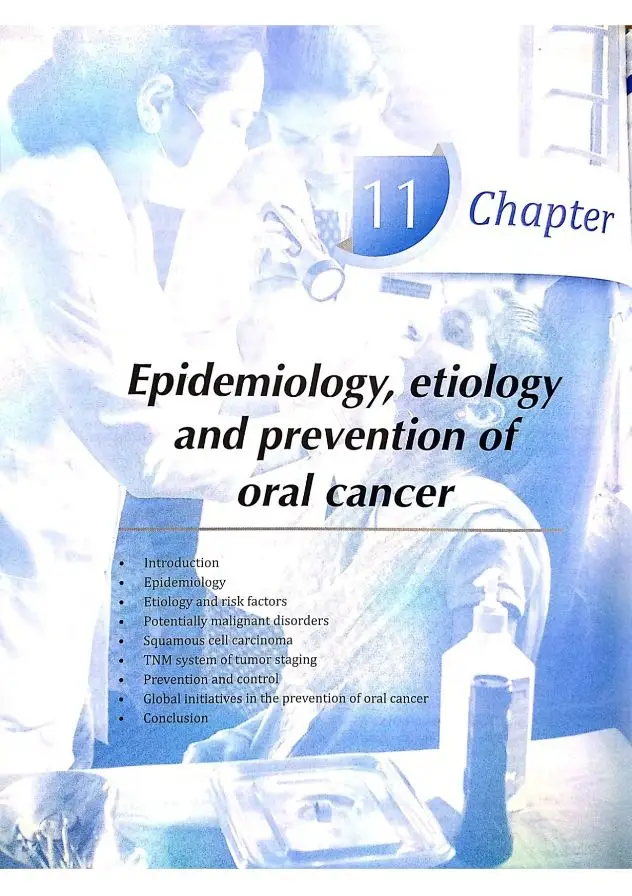 11
Chapter
Epidemiology, etiology
and prevention of
oral cancer
• Introduction
• Epidemiology
• Etiology and risk factors
• Potentially malignant disorders
• Squamous cell carcinoma
• TNM system of tumor staging
• Prevention and control
• Global initiatives in the prevention of oral cancer
• Conclusion